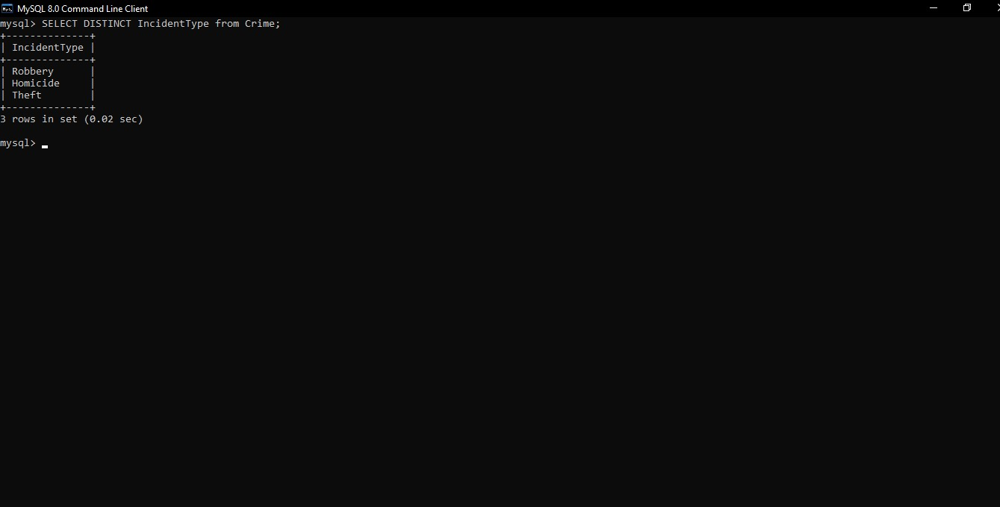 MySQL 8.0 Command Line Client
mysql> SELECT DISTINCT IncidentType from Crime;
+--------------+
| IncidentType |
+--------------+
| Robbery      |
| Homicide     |
| Theft        |
+--------------+
3 rows in set (0.02 sec)
mysql>